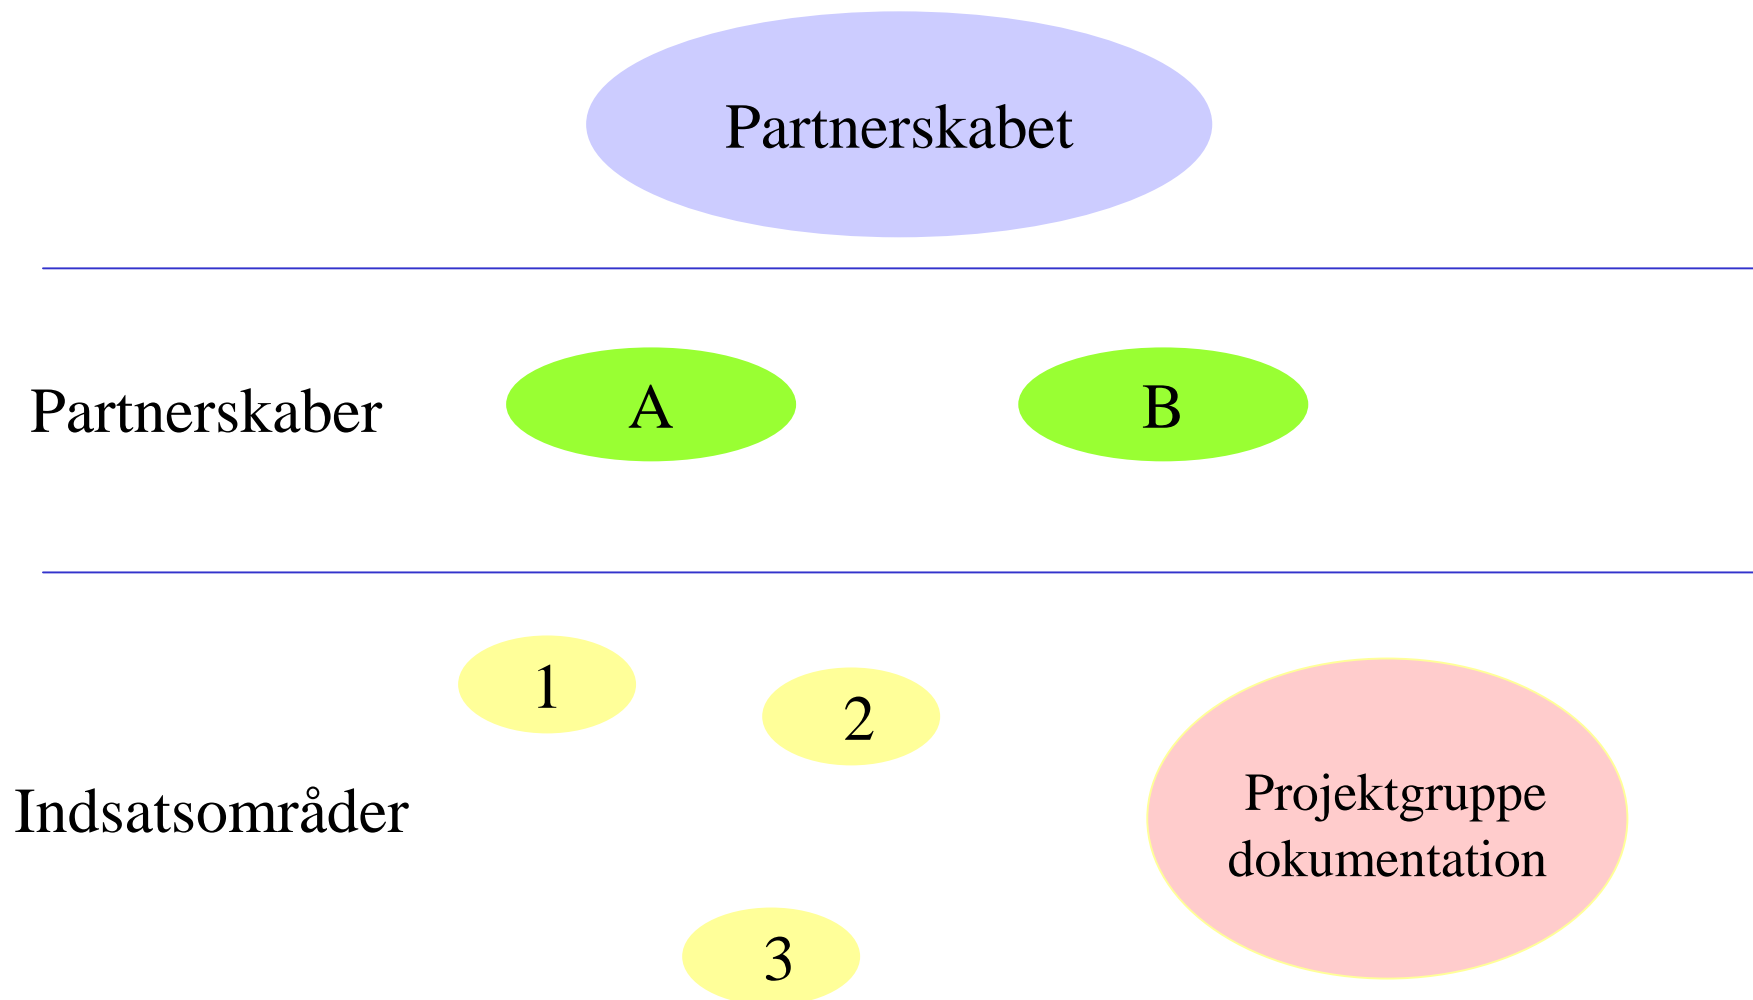 Partnerskabet
Partnerskaber
A
B
1
2
Indsatsområder
Projektgruppe
dokumentation
3